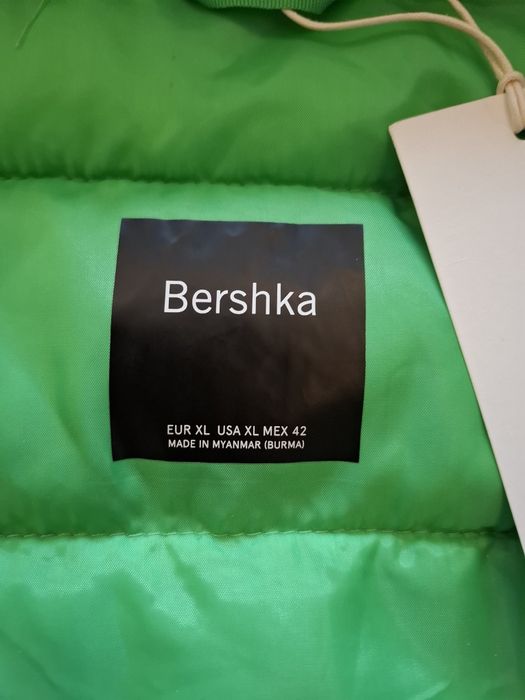 Bershka
EUR XL USA XL MEX 42
MADE IN MYANMAR (BURMA)